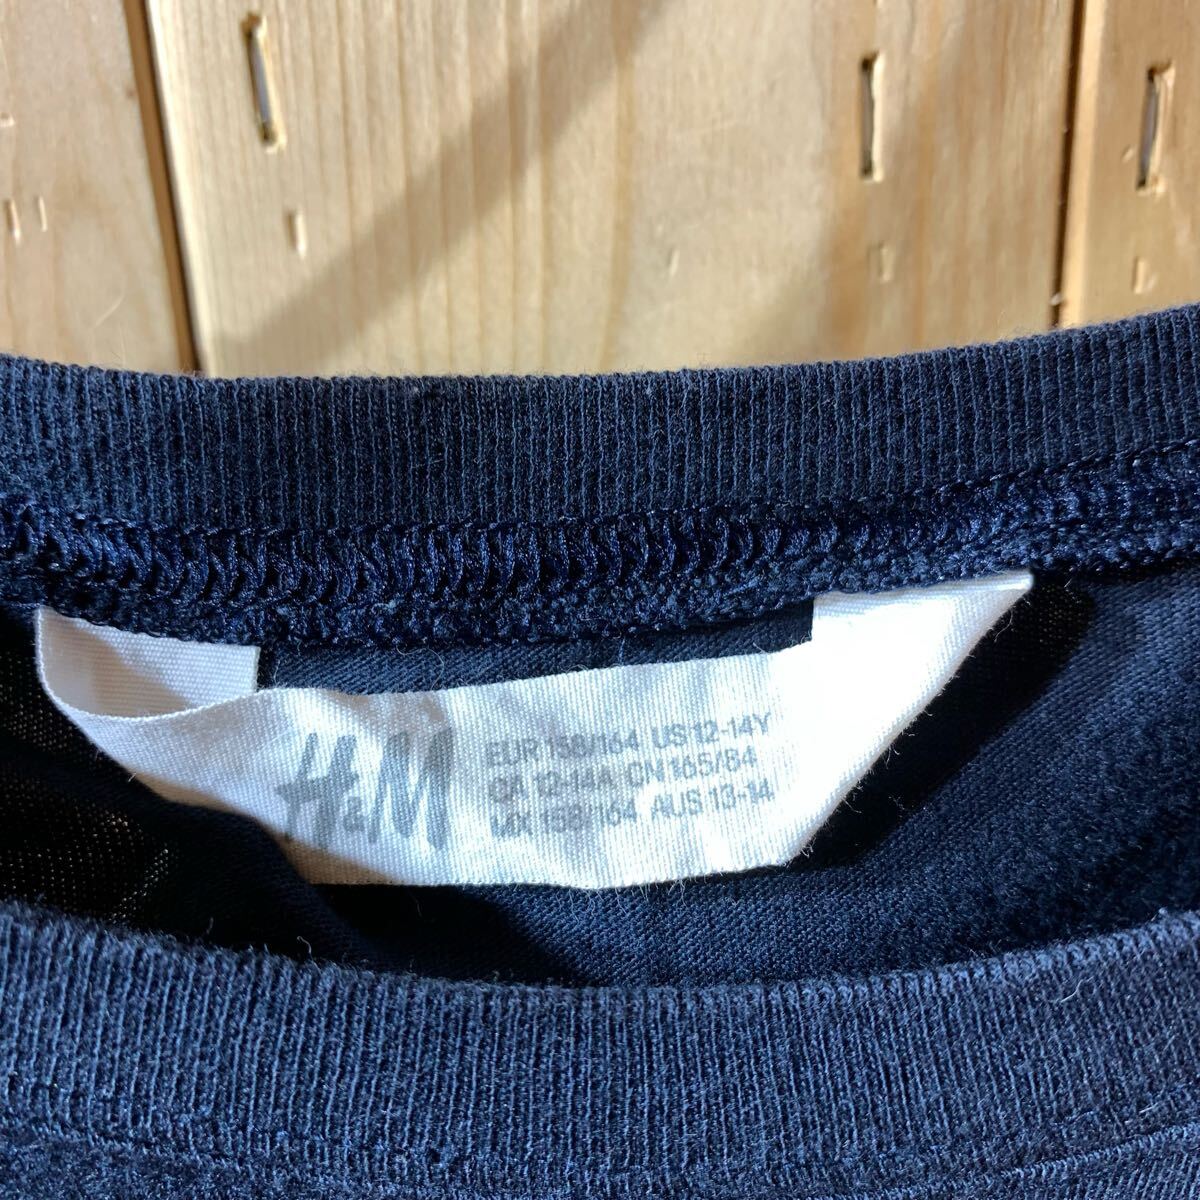 H&M
EUR 158/164 US 12-14Y
CA 12-14A CN 165/84
MX 158/164 AUS 13-14